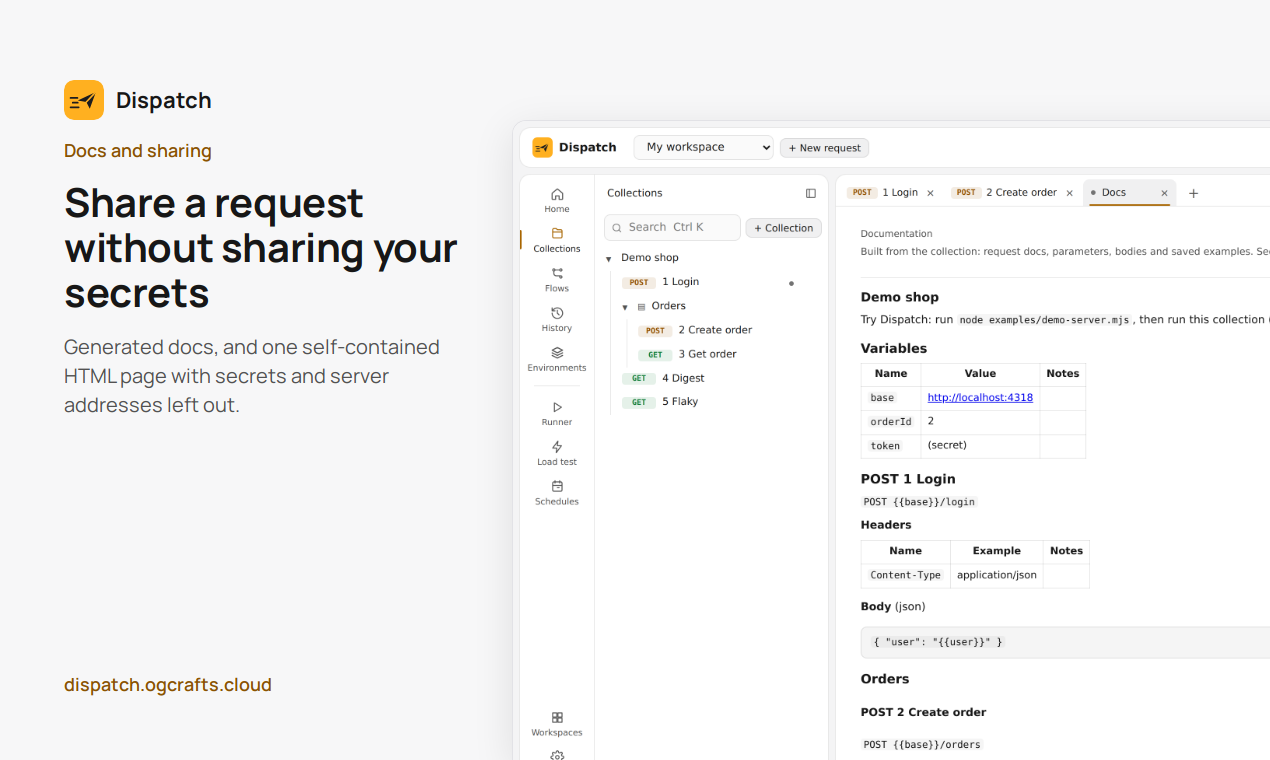 Dispatch
Docs and sharing
Share a request
without sharing your
secrets
Generated docs, and one self-contained
HTML page with secrets and server
addresses left out.
dispatch.ogcrafts.cloud
Dispatch
My workspace
+ New request
Home
Collections
Flows
History
Environments
Runner
Load test
Schedules
Workspaces
Collections
Search Ctrl K
+ Collection
Demo shop
POST 1 Login
Orders
POST 2 Create order
GET 3 Get order
GET 4 Digest
GET 5 Flaky
POST 1 Login × POST 2 Create order × Docs × +
Documentation
Built from the collection: request docs, parameters, bodies and saved examples.
Demo shop
Try Dispatch: run node examples/demo-server.mjs, then run this collection (
Variables
Name Value Notes
base http://localhost:4318
orderId 2
token (secret)
POST 1 Login
POST {{base}}/login
Headers
Name Example Notes
Content-Type application/json
Body (json)
{ "user": "{{user}}" }
Orders
POST 2 Create order
POST {{base}}/orders